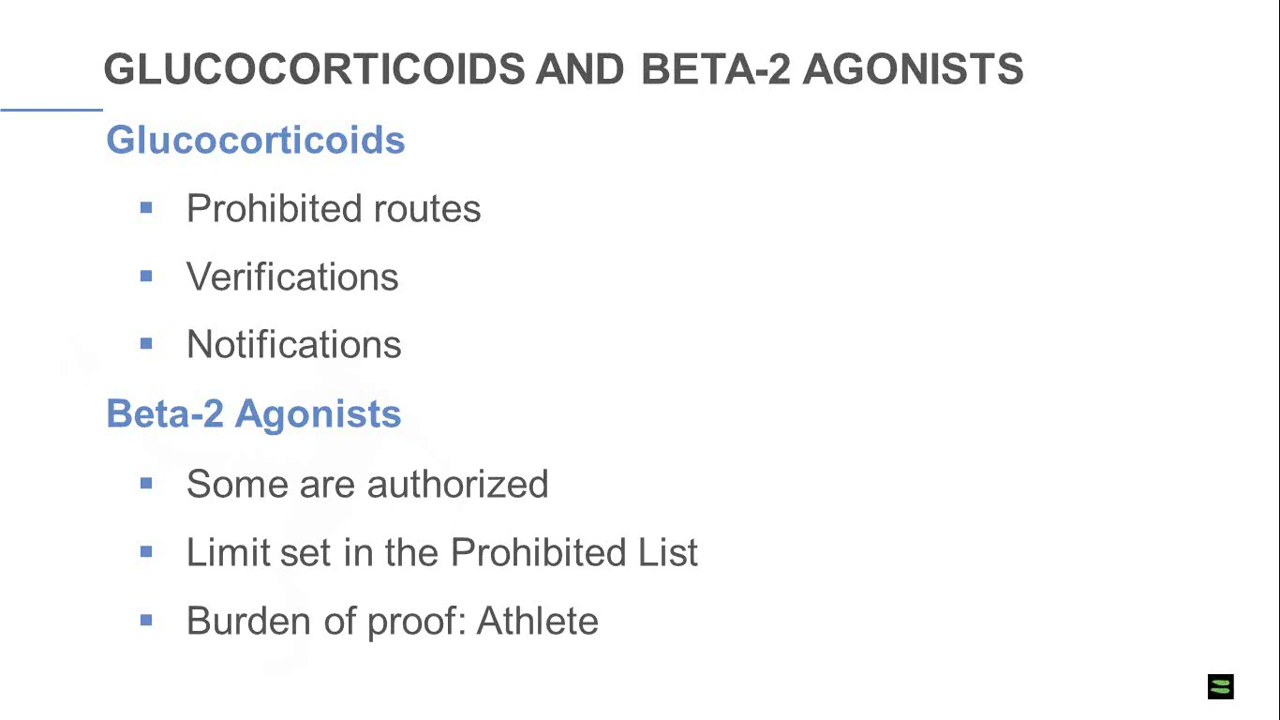 GLUCOCORTICOIDS AND BETA-2 AGONISTS
Glucocorticoids
▪ Prohibited routes
▪ Verifications
▪ Notifications
Beta-2 Agonists
▪ Some are authorized
▪ Limit set in the Prohibited List
▪ Burden of proof: Athlete